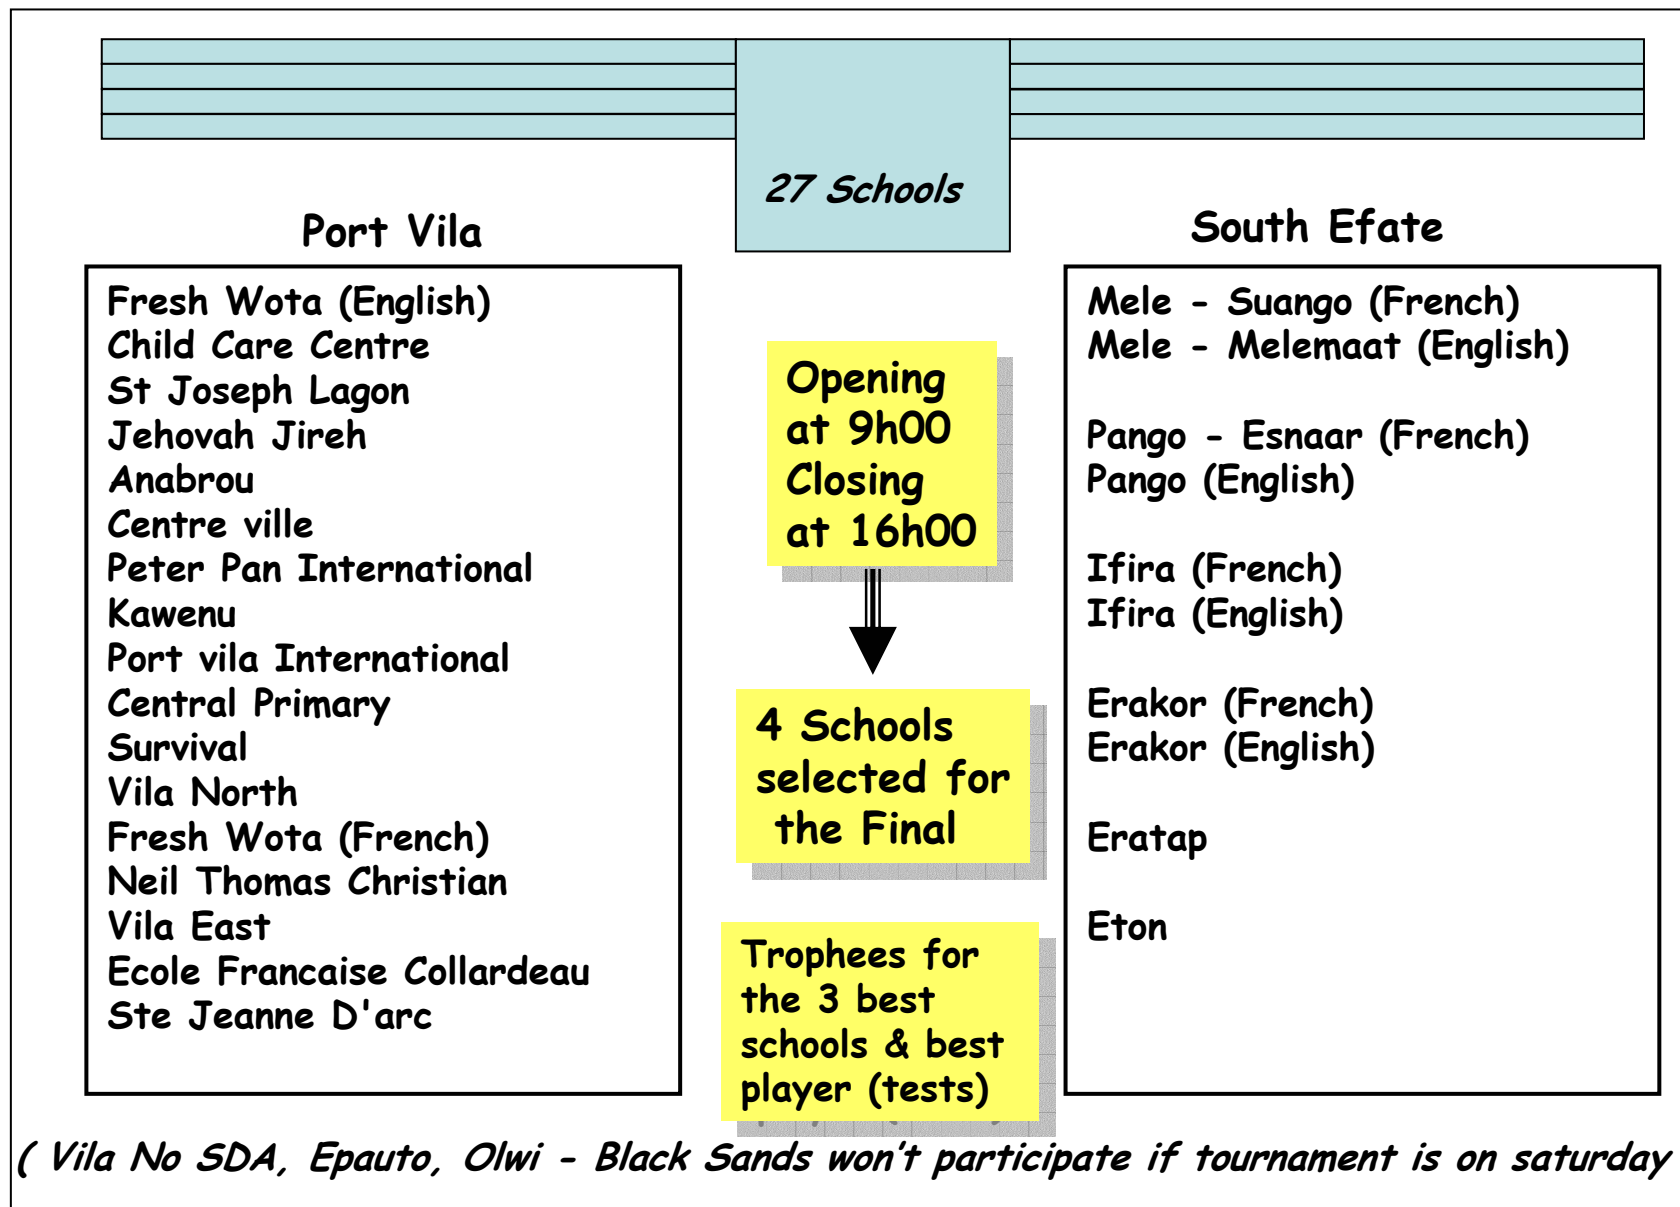 27 Schools
Port Vila
South Efate
Fresh Wota (English)
Child Care Centre
St Joseph Lagon
Jehovah Jireh
Anabrou
Centre ville
Peter Pan International
Kawenu
Port vila International
Central Primary
Survival
Vila North
Fresh Wota (French)
Neil Thomas Christian
Vila East
Ecole Francaise Collardeau
Ste Jeanne D'arc
Opening
at 9h00
Closing
at 16h00
4 Schools
selected for
the Final
Trophees for
the 3 best
schools & best
player (tests)
Mele - Suango (French)
Mele - Melemaat (English)
Pango - Esnaar (French)
Pango (English)
Ifira (French)
Ifira (English)
Erakor (French)
Erakor (English)
Eratap
Eton
( Vila No SDA, Epauto, Olwi - Black Sands won't participate if tournament is on saturday